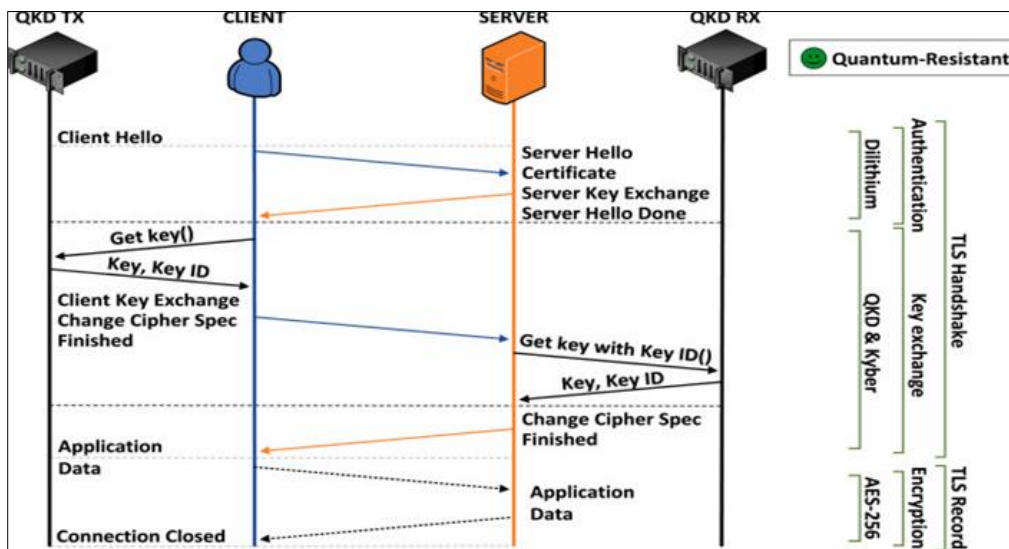 QKD TX
CLIENT
SERVER
QKD RX
Quantum-Resistant
Client Hello
Server Hello
Certificate
Server Key Exchange
Server Hello Done
Get key()
Key, Key ID
Client Key Exchange
Change Cipher Spec
Finished
Get key with Key ID()
Key, Key ID
Change Cipher Spec
Finished
Application
Data
Application
Data
Connection Closed
Dilithium
Authentication
QKD & Kyber
Key exchange
TLS Handshake
AES-256
Encryption
TLS Record